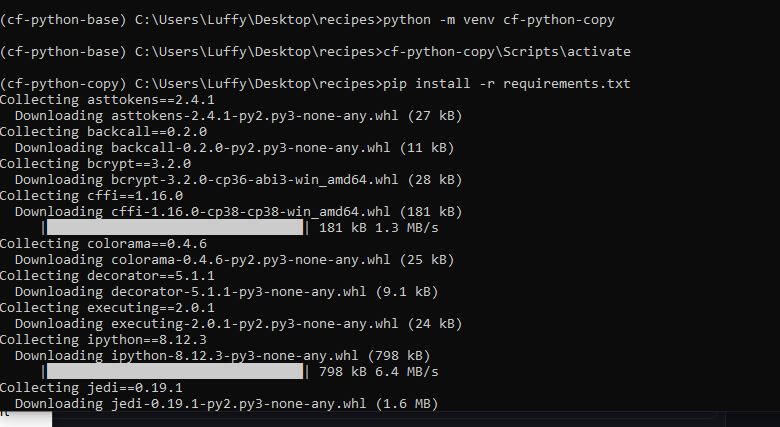 (cf-python-base) C:\Users\Luffy\Desktop\recipes>python -m venv cf-python-copy
(cf-python-base) C:\Users\Luffy\Desktop\recipes>cf-python-copy\Scripts\activate
(cf-python-copy) C:\Users\Luffy\Desktop\recipes>pip install -r requirements.txt
Collecting asttokens==2.4.1
  Downloading asttokens-2.4.1-py2.py3-none-any.whl (27 kB)
Collecting backcall==0.2.0
  Downloading backcall-0.2.0-py2.py3-none-any.whl (11 kB)
Collecting bcrypt==3.2.0
  Downloading bcrypt-3.2.0-cp36-abi3-win_amd64.whl (28 kB)
Collecting cffi==1.16.0
  Downloading cffi-1.16.0-cp38-cp38-win_amd64.whl (181 kB)
     |████████████████████████████████| 181 kB 1.3 MB/s
Collecting colorama==0.4.6
  Downloading colorama-0.4.6-py2.py3-none-any.whl (25 kB)
Collecting decorator==5.1.1
  Downloading decorator-5.1.1-py3-none-any.whl (9.1 kB)
Collecting executing==2.0.1
  Downloading executing-2.0.1-py2.py3-none-any.whl (24 kB)
Collecting ipython==8.12.3
  Downloading ipython-8.12.3-py3-none-any.whl (798 kB)
     |████████████████████████████████| 798 kB 6.4 MB/s
Collecting jedi==0.19.1
  Downloading jedi-0.19.1-py2.py3-none-any.whl (1.6 MB)